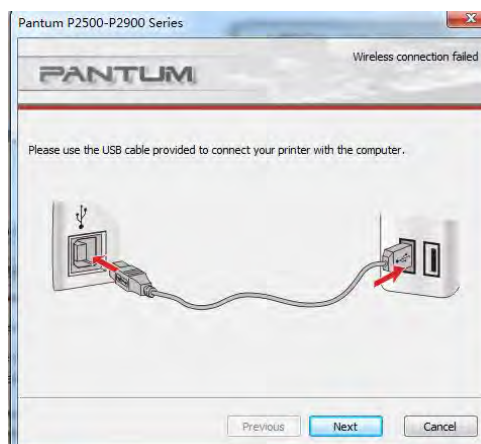 Pantum P2500-P2900 Series
Wireless connection failed
PANTUM
Please use the USB cable provided to connect your printer with the computer.
Previous
Next
Cancel